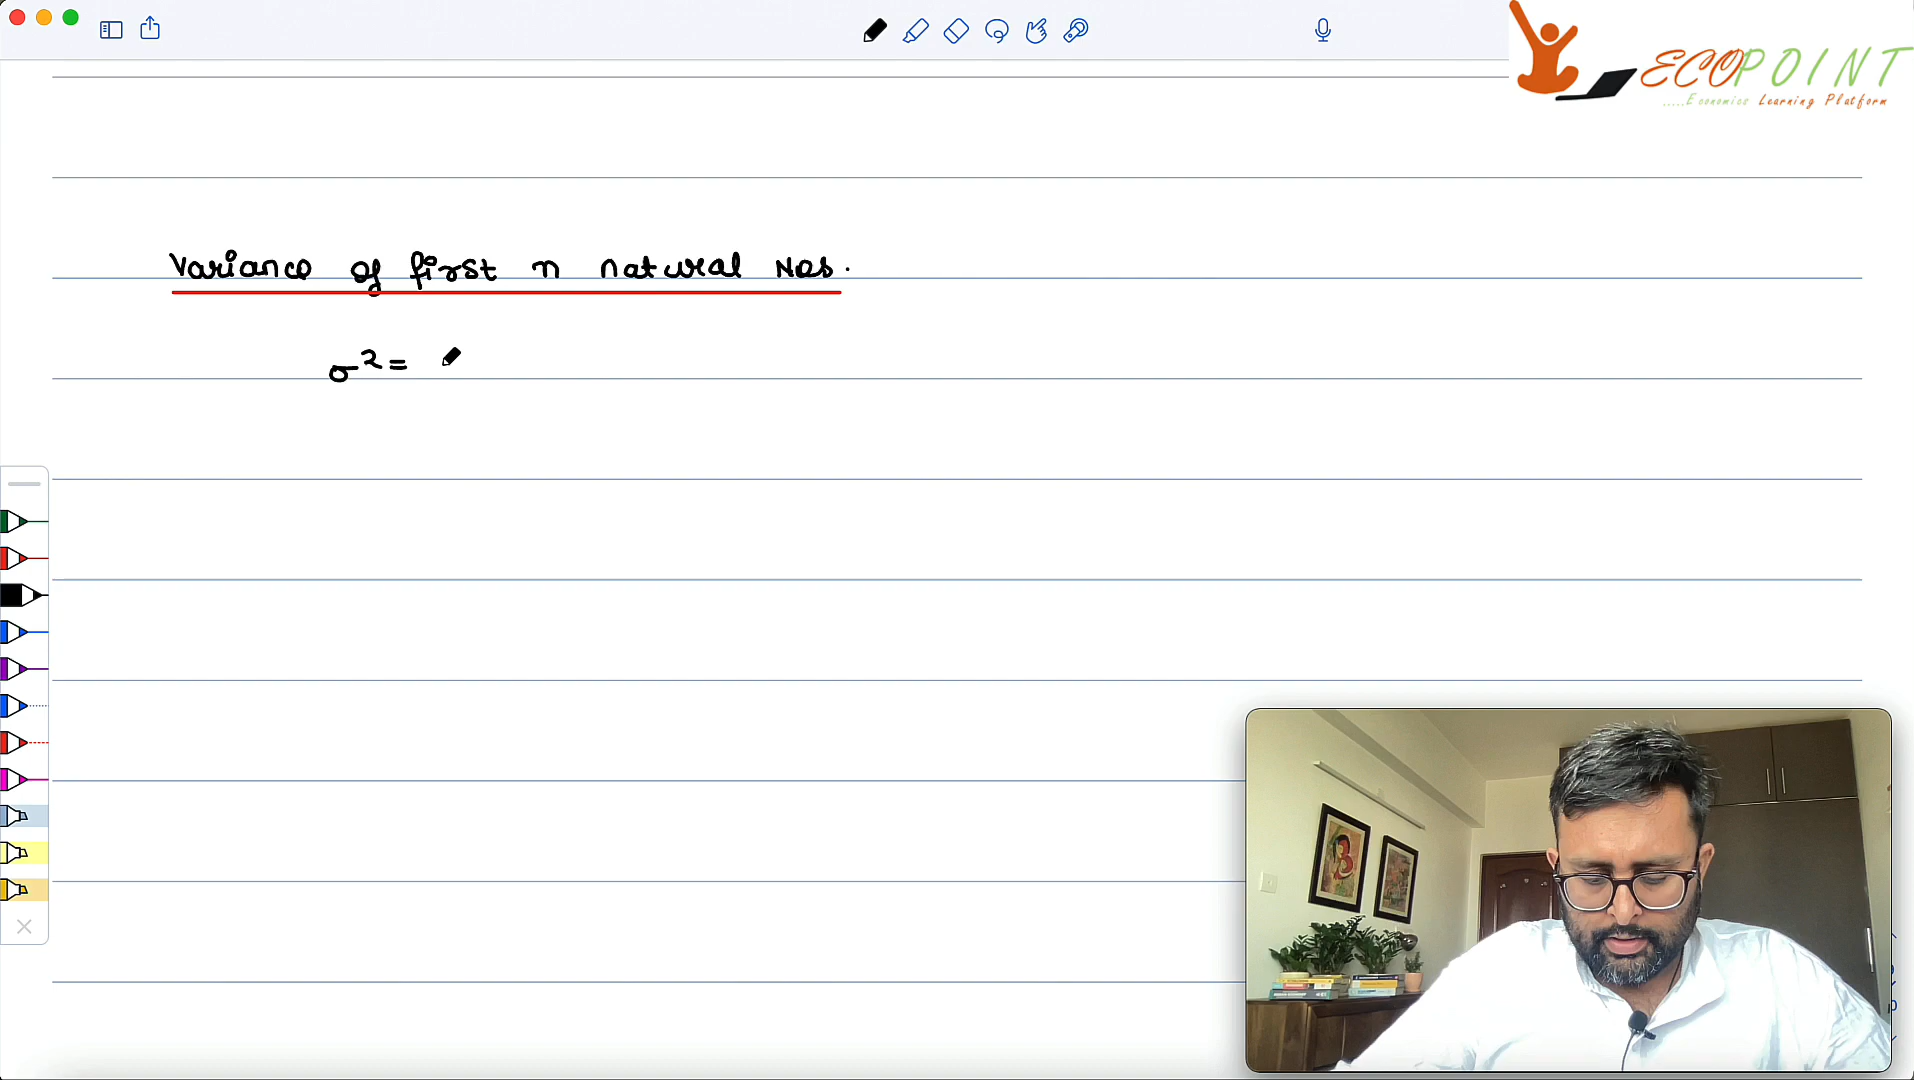 ECOPOINT
.....Economics Learning Platform
Variance of first n natural Nos.
σ² =